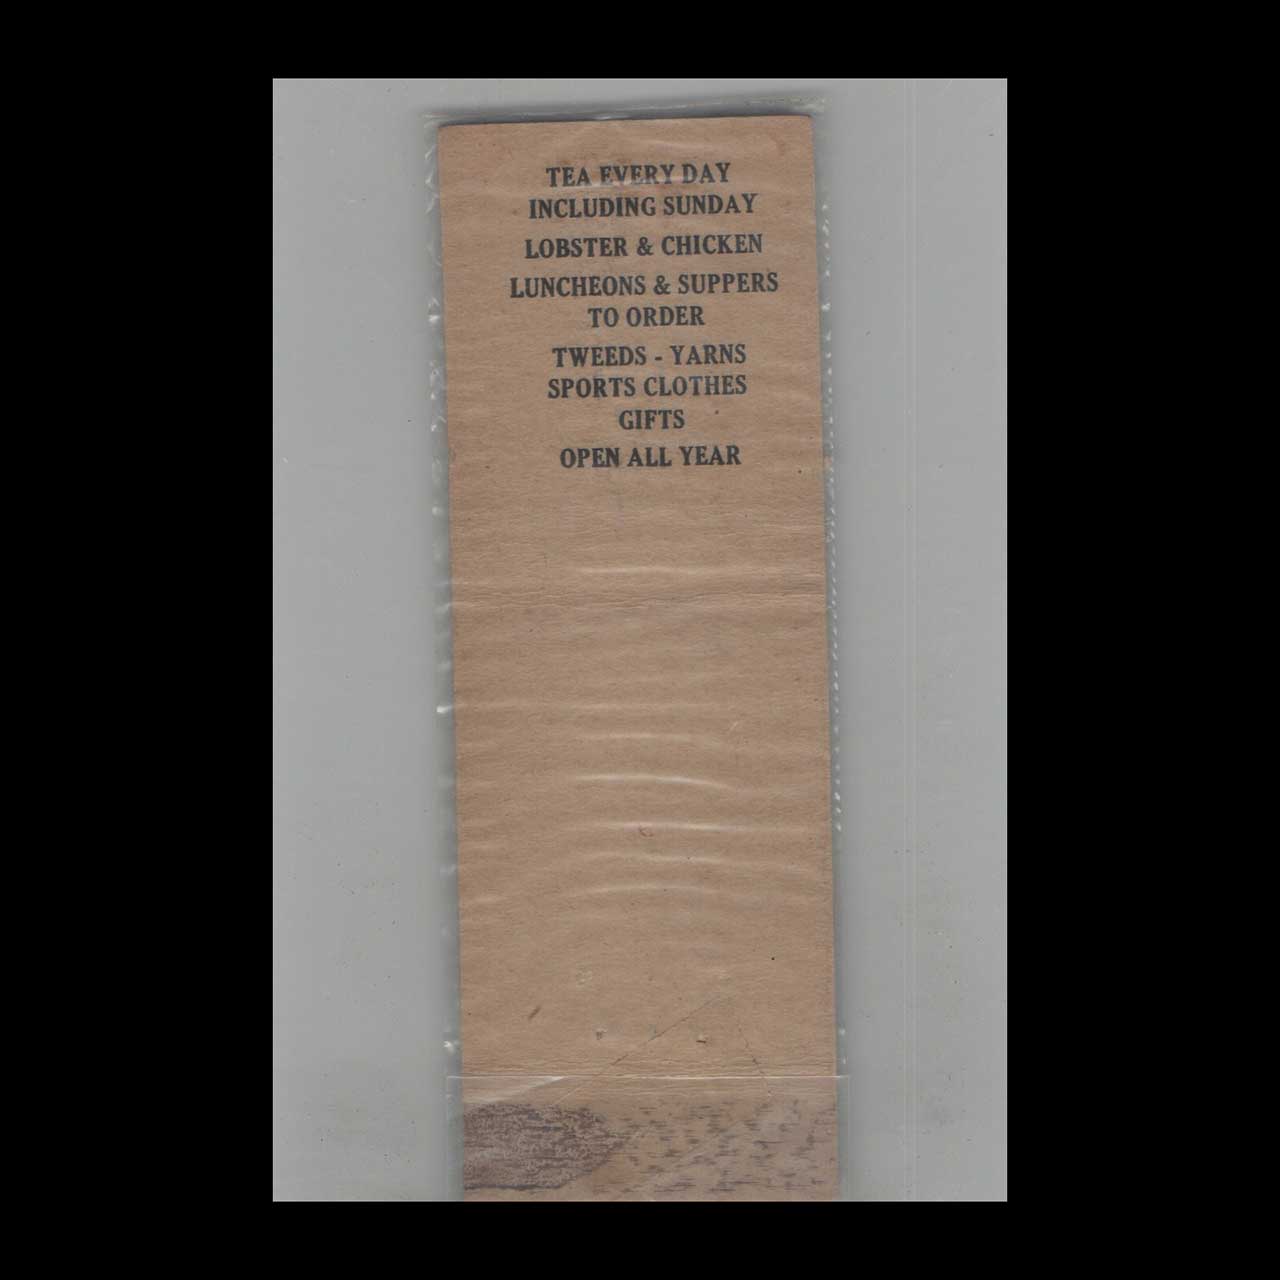 TEA EVERY DAY
INCLUDING SUNDAY
LOBSTER & CHICKEN
LUNCHEONS & SUPPERS
TO ORDER
TWEEDS - YARNS
SPORTS CLOTHES
GIFTS
OPEN ALL YEAR